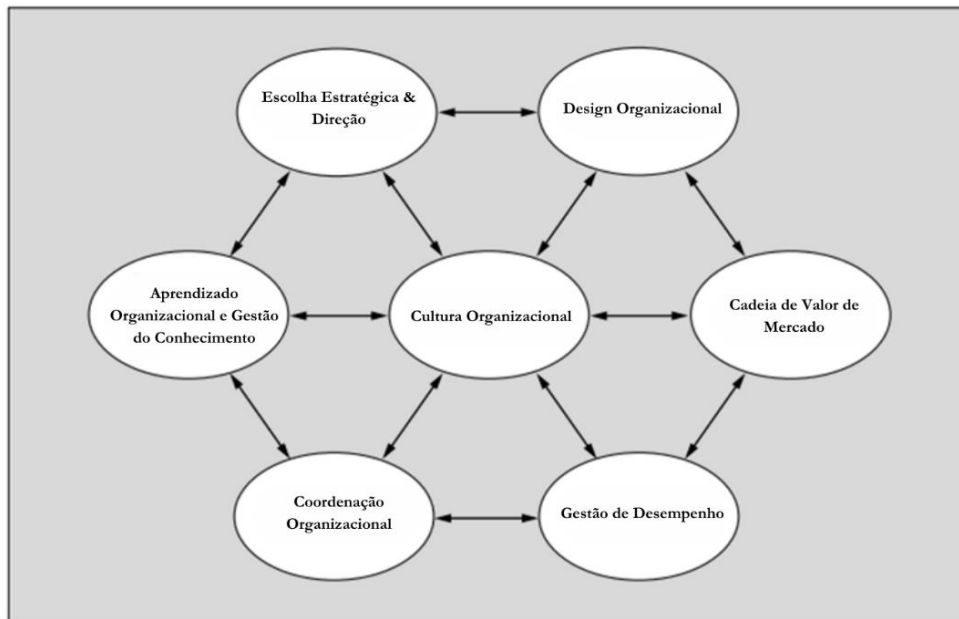 Escolha Estratégica &
Direção
Design Organizacional
Aprendizado
Organizacional e Gestão
do Conhecimento
Cultura Organizacional
Cadeia de Valor de
Mercado
Coordenação
Organizacional
Gestão de Desempenho